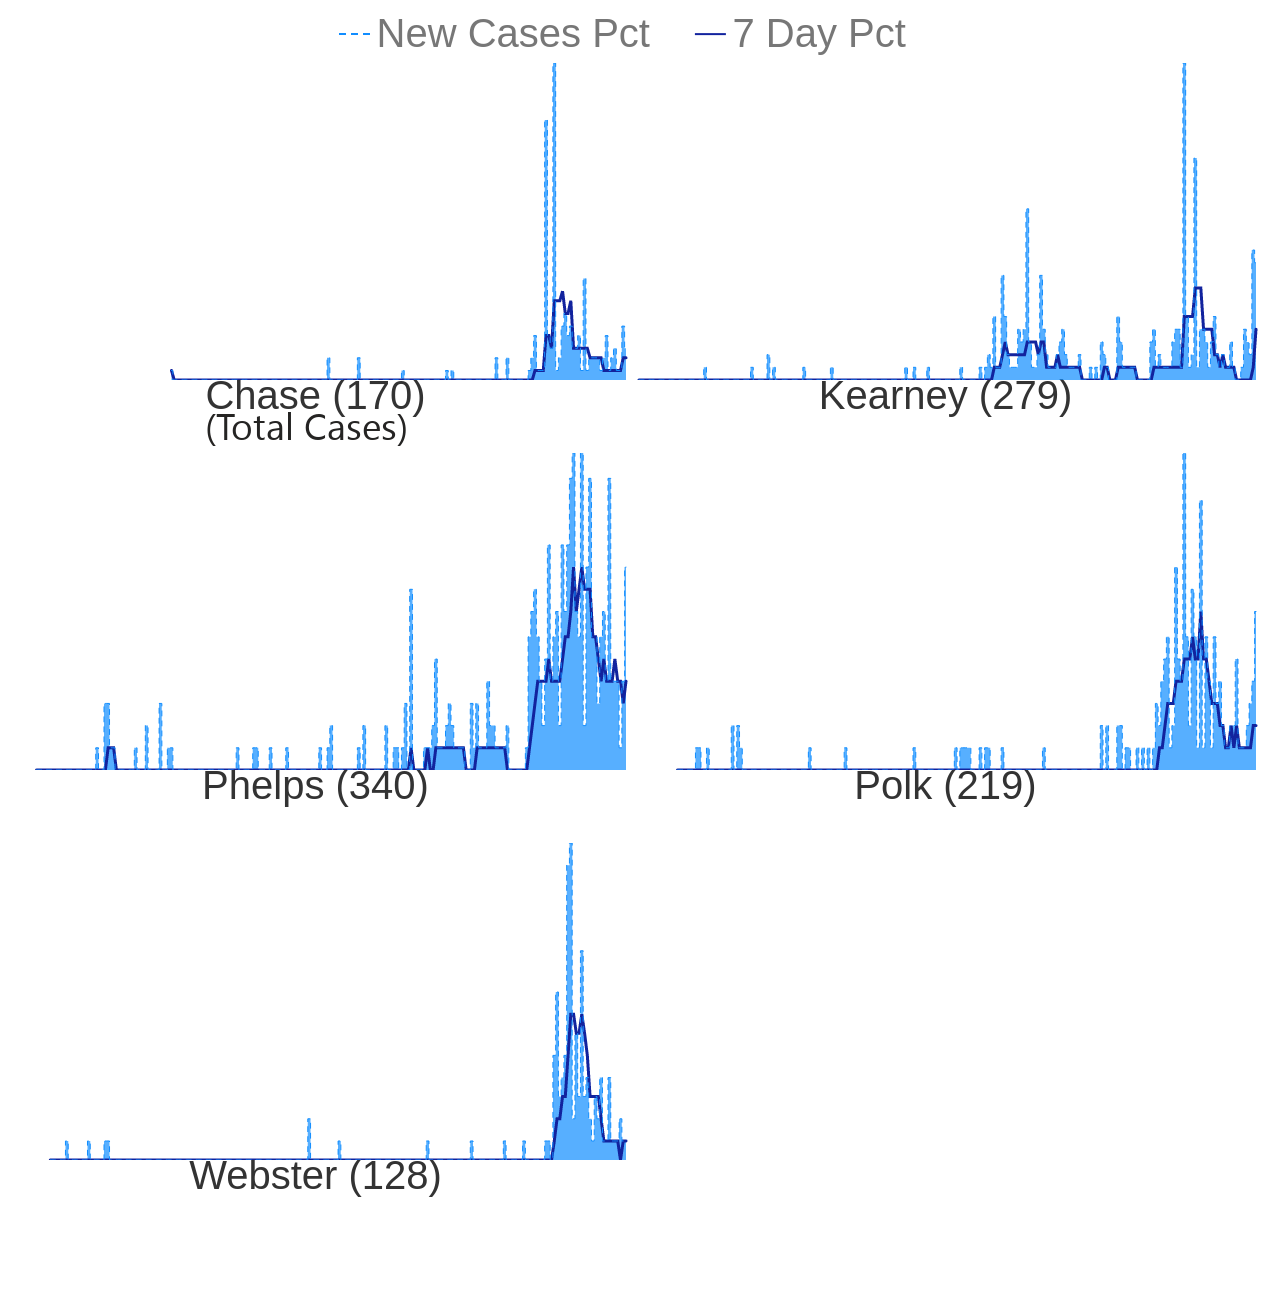 New Cases Pct 7 Day Pct
Chase (170)
(Total Cases)
Kearney (279)
Phelps (340)
Polk (219)
Webster (128)